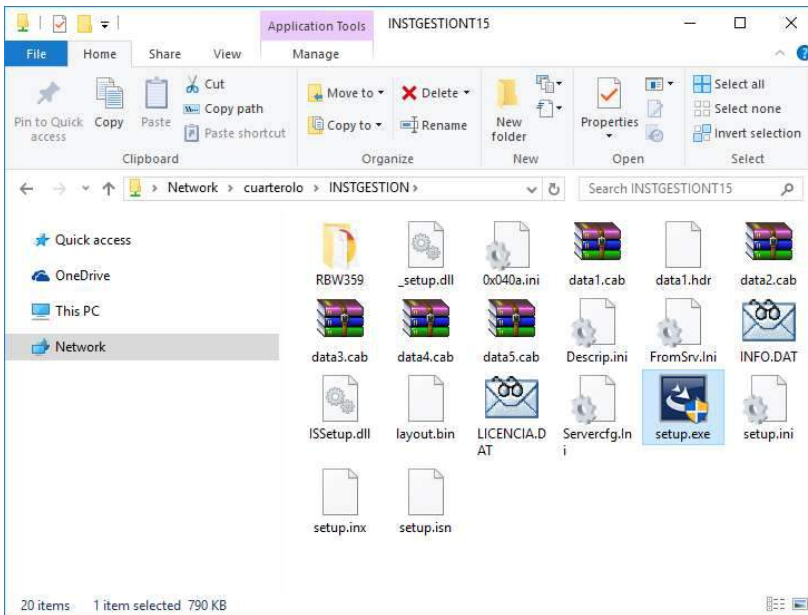 Application Tools INSTGESTIONT15
File Home Share View Manage
Pin to Quick access
Copy
Paste
Cut
Copy path
Paste shortcut
Clipboard
Move to
Copy to
Delete
Rename
Organize
New folder
New
Properties
Open
Select all
Select none
Invert selection
Select
Network > cuarterolo > INSTGESTION >
Search INSTGESTIONT15
Quick access
OneDrive
This PC
Network
RBW359 _setup.dll 0x040a.ini data1.cab data1.hdr data2.cab
data3.cab data4.cab data5.cab Descrip.ini FromSrv.Ini INFO.DAT
ISSetup.dll layout.bin LICENCIA.D
AT Servercfg.In
i setup.exe setup.ini
setup.inx setup.isn
20 items 1 item selected 790 KB